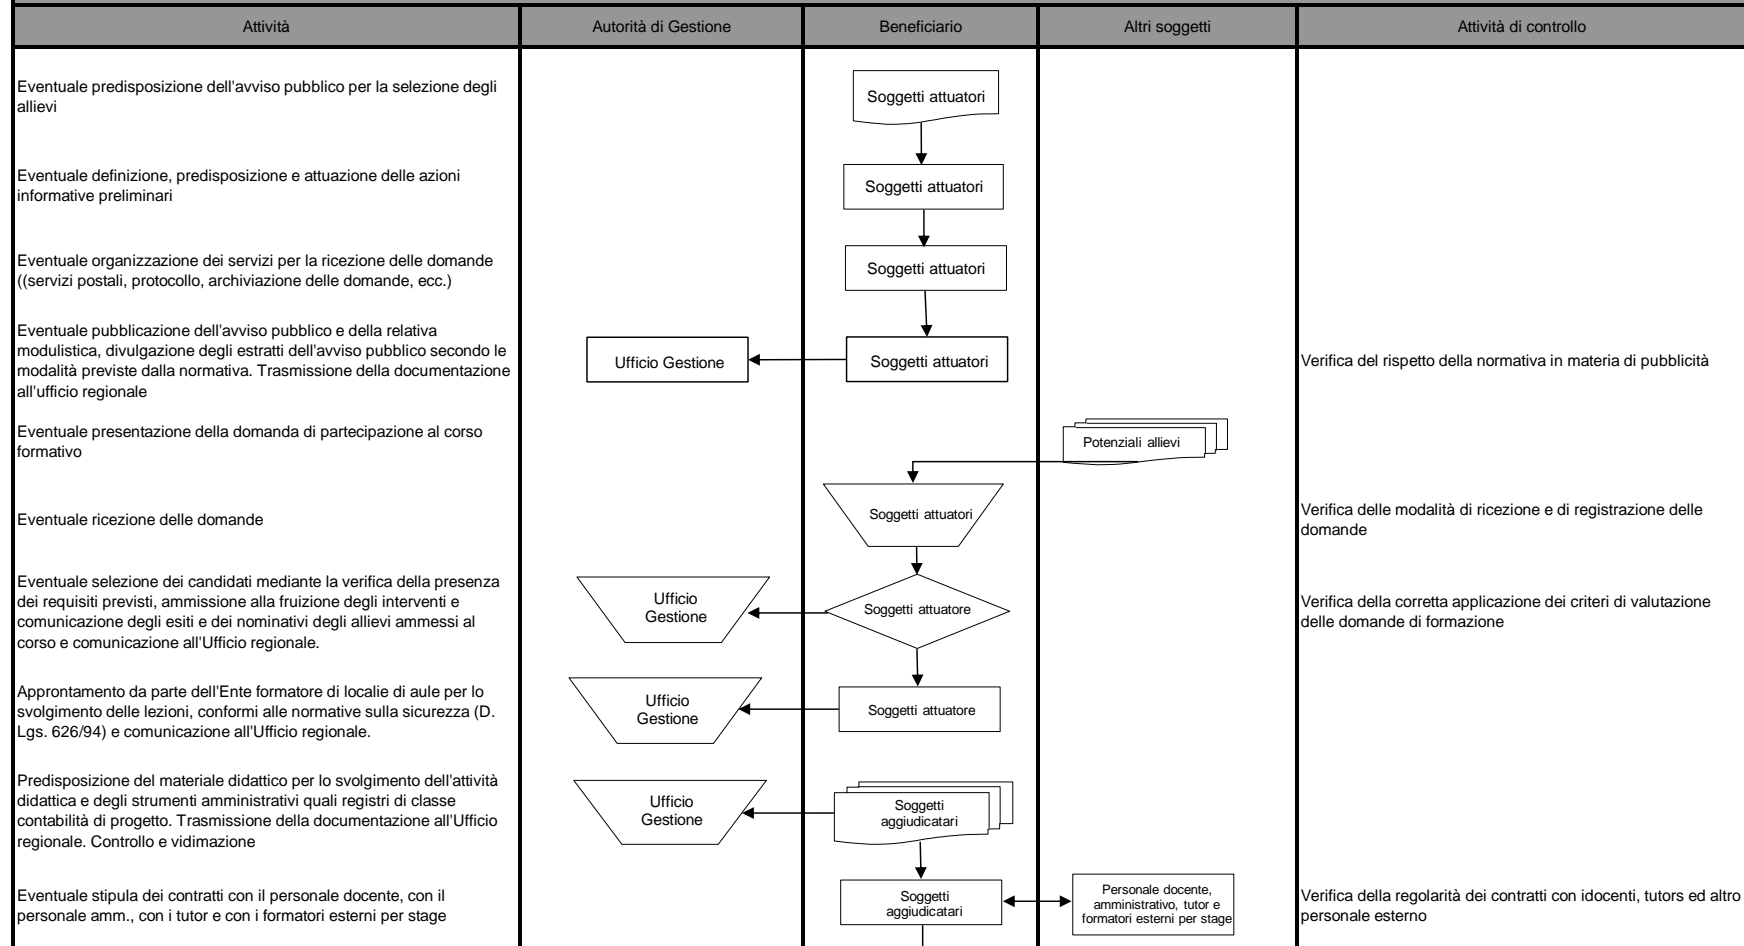 Attività
Autorità di Gestione
Beneficiario
Altri soggetti
Attività di controllo
Eventuale predisposizione dell'avviso pubblico per la selezione degli
allievi
Soggetti attuatori
Eventuale definizione, predisposizione e attuazione delle azioni
informative preliminari
Soggetti attuatori
Eventuale organizzazione dei servizi per la ricezione delle domande
((servizi postali, protocollo, archiviazione delle domande, ecc.)
Soggetti attuatori
Eventuale pubblicazione dell'avviso pubblico e della relativa
modulistica, divulgazione degli estratti dell'avviso pubblico secondo le
modalità previste dalla normativa. Trasmissione della documentazione
all'ufficio regionale
Ufficio Gestione
Soggetti attuatori
Verifica del rispetto della normativa in materia di pubblicità
Eventuale presentazione della domanda di partecipazione al corso
formativo
Potenziali allievi
Eventuale ricezione delle domande
Soggetti attuatori
Verifica delle modalità di ricezione e di registrazione delle
domande
Eventuale selezione dei candidati mediante la verifica della presenza
dei requisiti previsti, ammissione alla fruizione degli interventi e
comunicazione degli esiti e dei nominativi degli allievi ammessi al
corso e comunicazione all'Ufficio regionale.
Ufficio
Gestione
Soggetti attuatore
Verifica della corretta applicazione dei criteri di valutazione
delle domande di formazione
Approntamento da parte dell'Ente formatore di localie di aule per lo
svolgimento delle lezioni, conformi alle normative sulla sicurezza (D.
Lgs. 626/94) e comunicazione all'Ufficio regionale.
Ufficio
Gestione
Soggetti attuatore
Predisposizione del materiale didattico per lo svolgimento dell'attività
didattica e degli strumenti amministrativi quali registri di classe
contabilità di progetto. Trasmissione della documentazione all'Ufficio
regionale. Controllo e vidimazione
Ufficio
Gestione
Soggetti
aggiudicatari
Eventuale stipula dei contratti con il personale docente, con il
personale amm., con i tutor e con i formatori esterni per stage
Soggetti
aggiudicatari
Personale docente,
amministrativo, tutor e
formatori esterni per stage
Verifica della regolarità dei contratti con idocenti, tutors ed altro
personale esterno